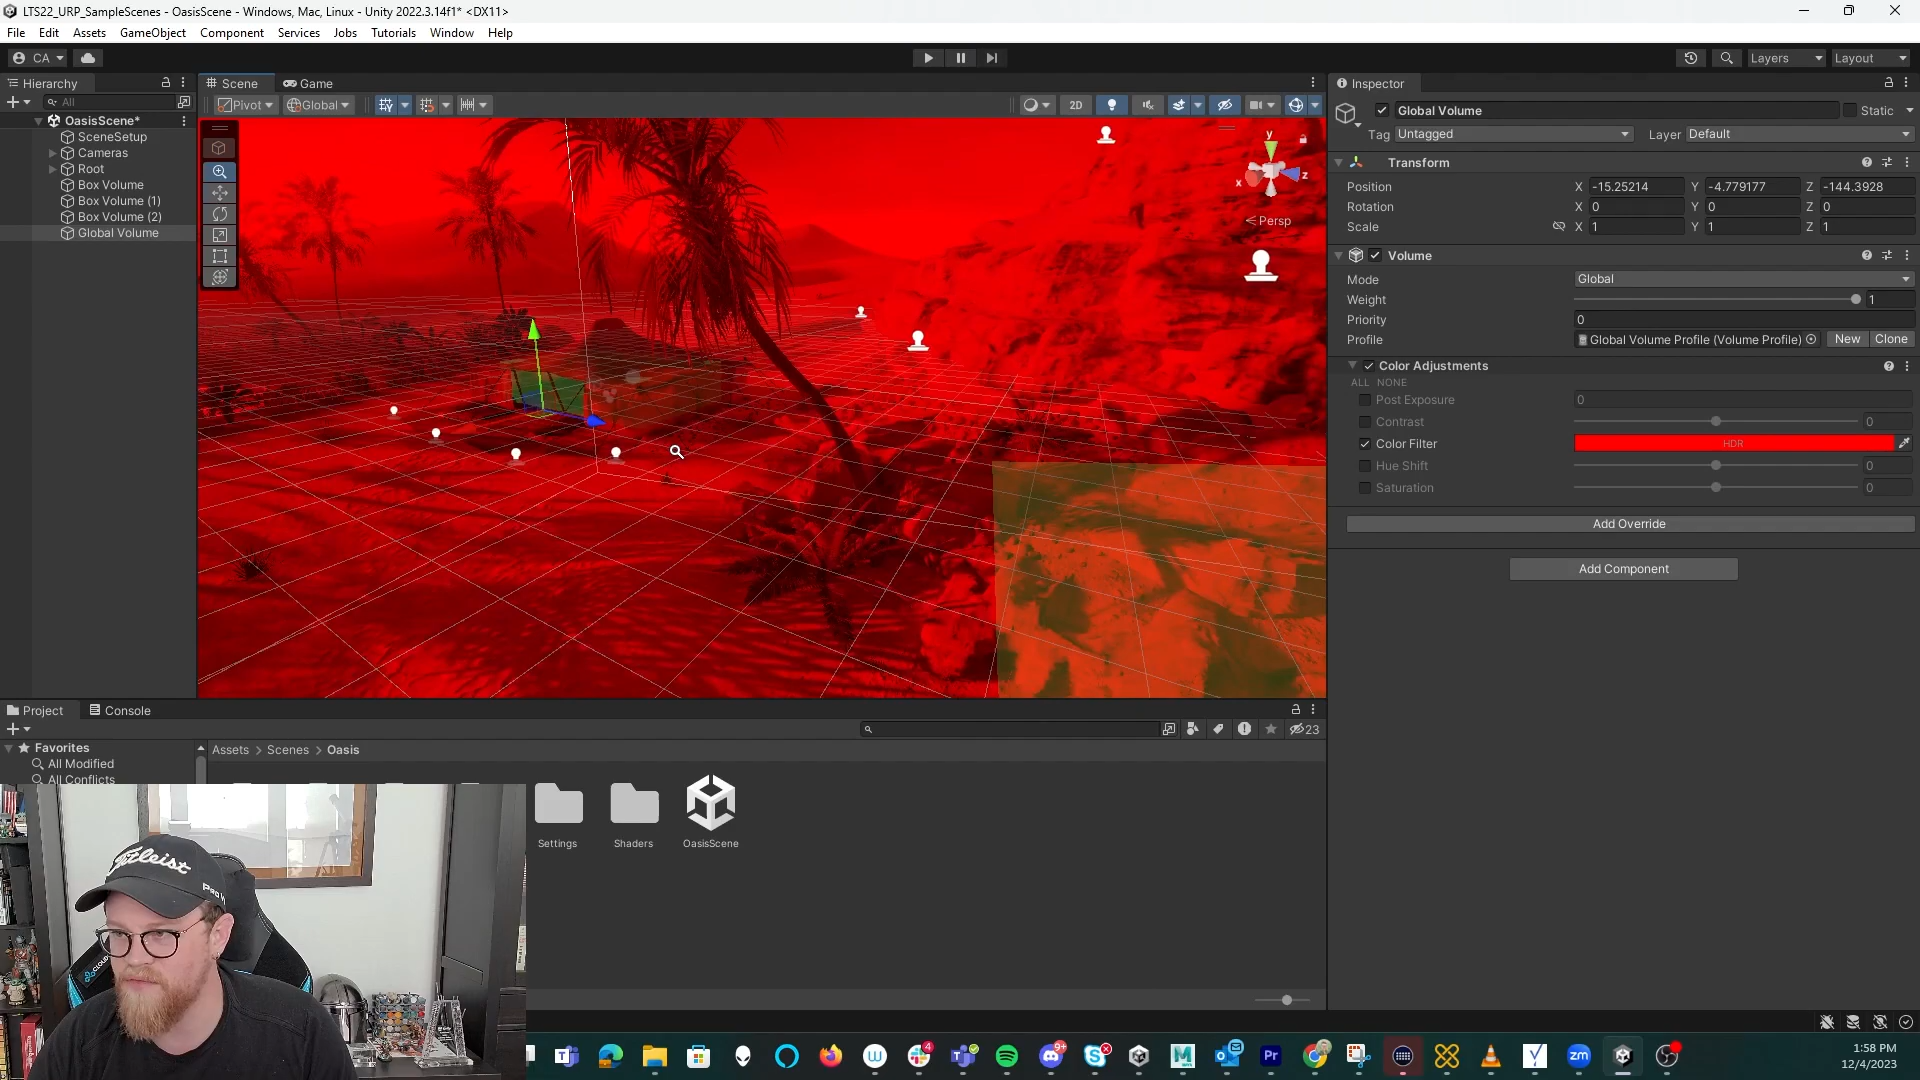 LTS22_URP_SampleScenes - OasisScene - Windows, Mac, Linux - Unity 2022.3.14f1* <DX11>
File Edit Assets GameObject Component Services Jobs Tutorials Window Help
CA Layers Layout
Hierarchy
All
OasisScene*
SceneSetup
Cameras
Root
Box Volume
Box Volume (1)
Box Volume (2)
Global Volume
Scene Game
Pivot Global 2D
y
x z
Persp
Inspector
Global Volume Static
Tag Untagged Layer Default
Transform
Position X -15.25214 Y -4.779177 Z -144.3928
Rotation X 0 Y 0 Z 0
Scale X 1 Y 1 Z 1
Volume
Mode Global
Weight 1
Priority 0
Profile Global Volume Profile (Volume Profile) New Clone
Color Adjustments
ALL NONE
Post Exposure 0
Contrast 0
Color Filter HDR
Hue Shift 0
Saturation 0
Add Override
Add Component
Project Console
23
Favorites
All Modified
All Conflicts
Assets > Scenes > Oasis
Settings Shaders OasisScene
Titleist
4
9+
Pr
zm
1:58 PM
12/4/2023